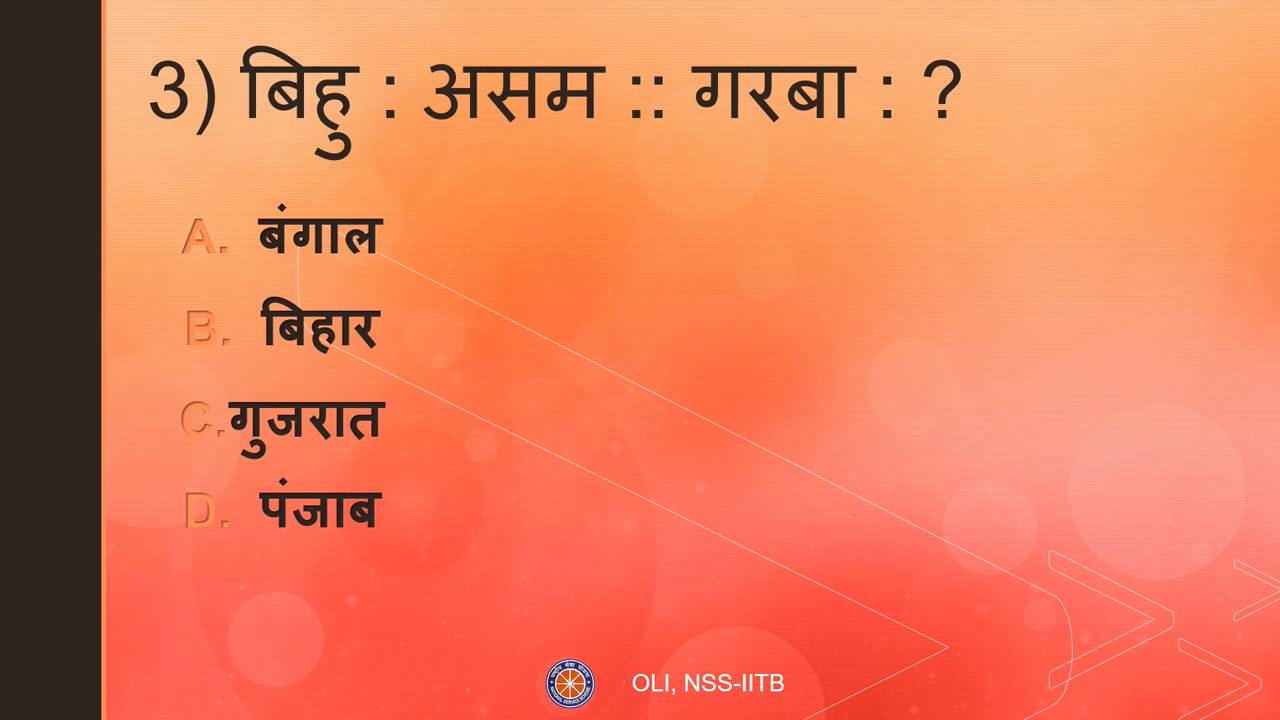 3) बिहु : असम :: गरबा : ?
A. बंगाल
B. बिहार
C.गुजरात
D. पंजाब
OLI, NSS-IITB